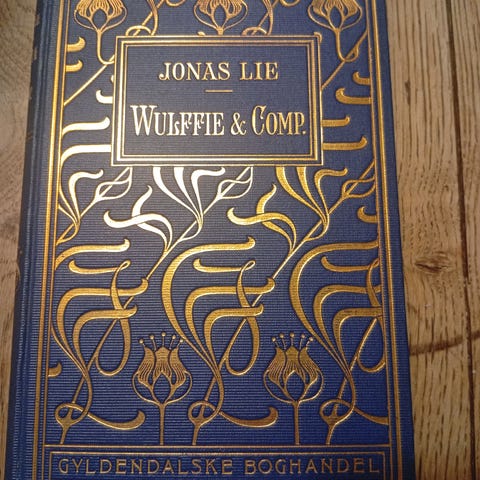 JONAS LIE
WULFFIE & COMP.
GYLDENDALSKE BOGHANDEL